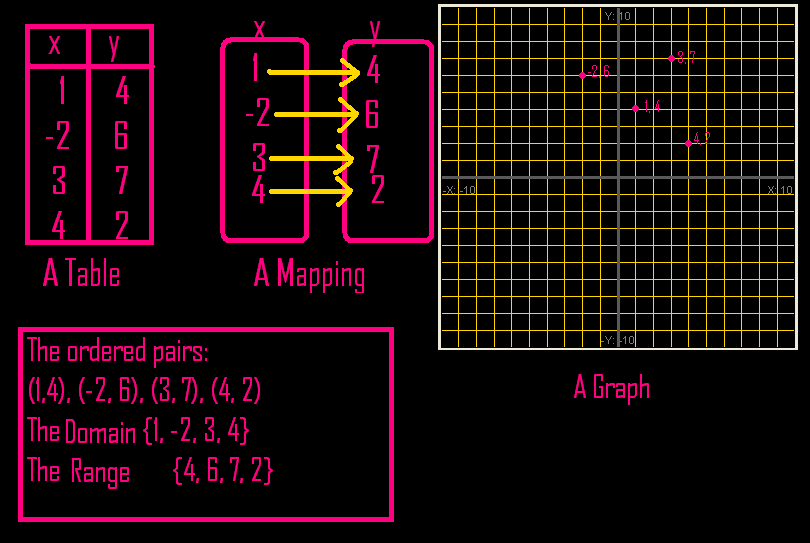 x y
1 4
-2 6
3 7
4 2
A Table
x y
1 4
-2 6
3 7
4 2
A Mapping
Y: 10
3,7
-2,6
1,4
4,2
-X: -10 X: 10
-Y: -10
A Graph
The ordered pairs:
(1,4), (-2, 6), (3, 7), (4, 2)
The Domain {1, -2, 3, 4}
The Range {4, 6, 7, 2}